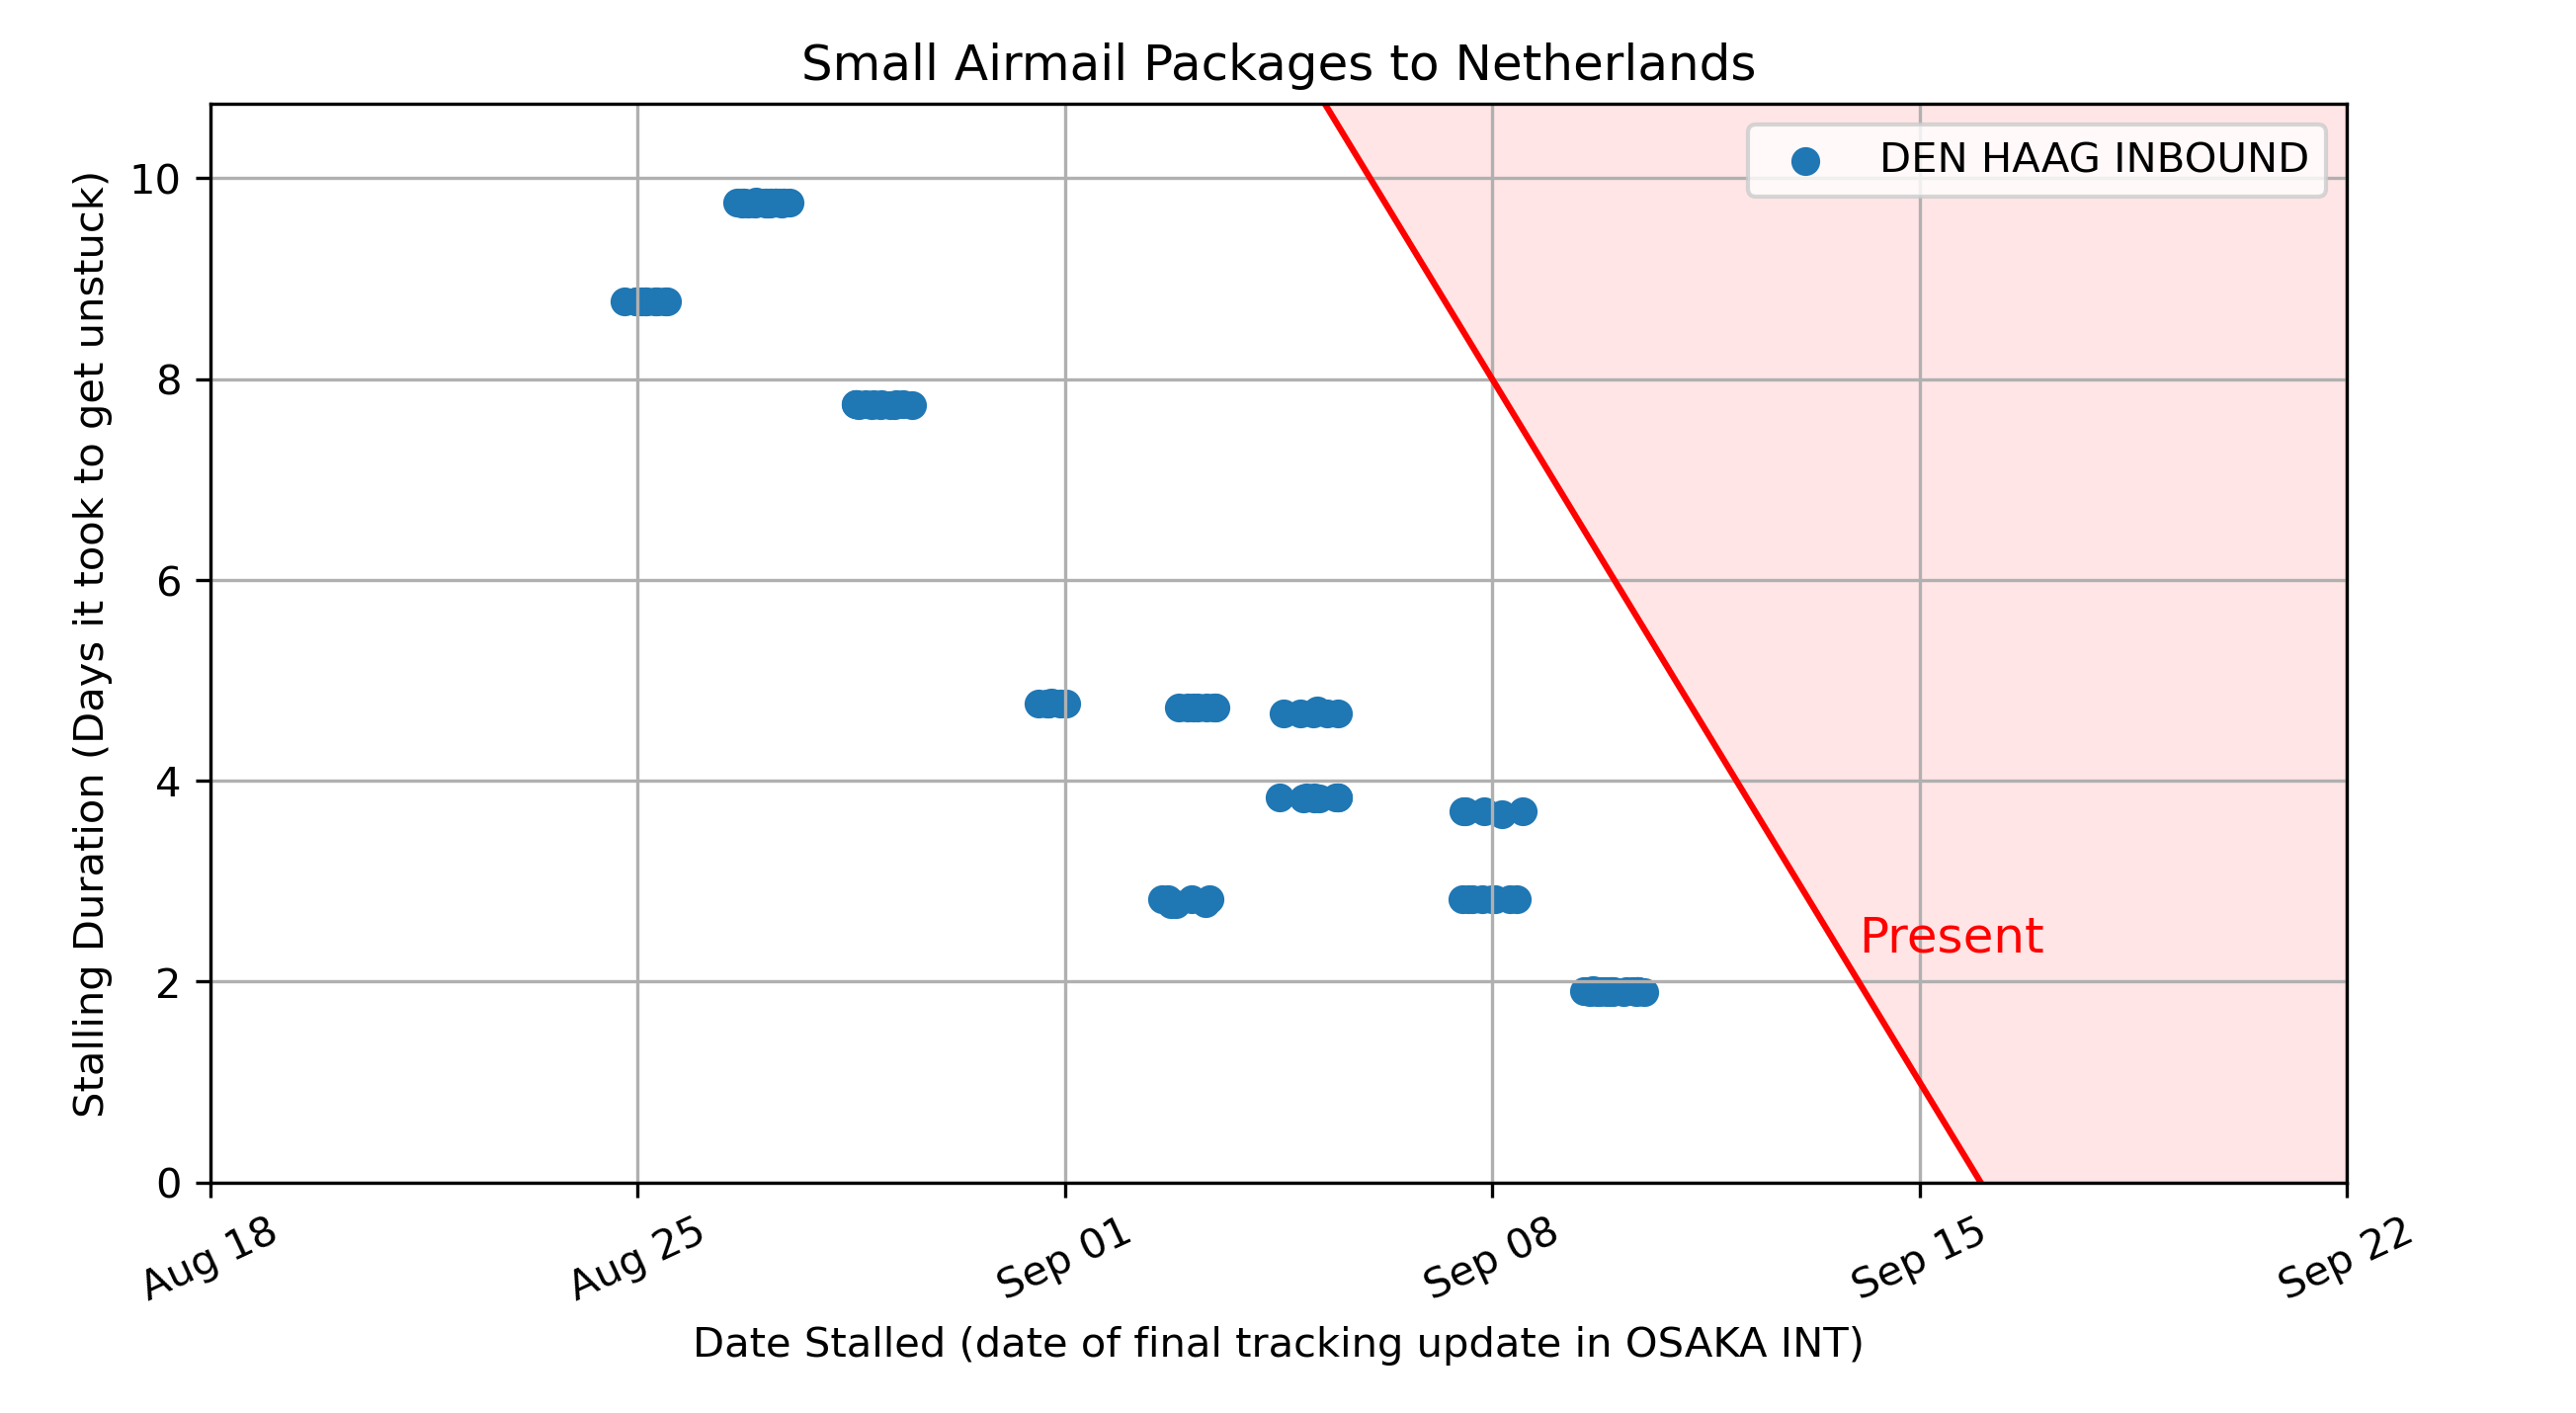 Small Airmail Packages to Netherlands
DEN HAAG INBOUND
Stalling Duration (Days it took to get unstuck)
10
8
6
4
2
0
Present
Aug 18
Aug 25
Sep 01
Sep 08
Sep 15
Sep 22
Date Stalled (date of final tracking update in OSAKA INT)